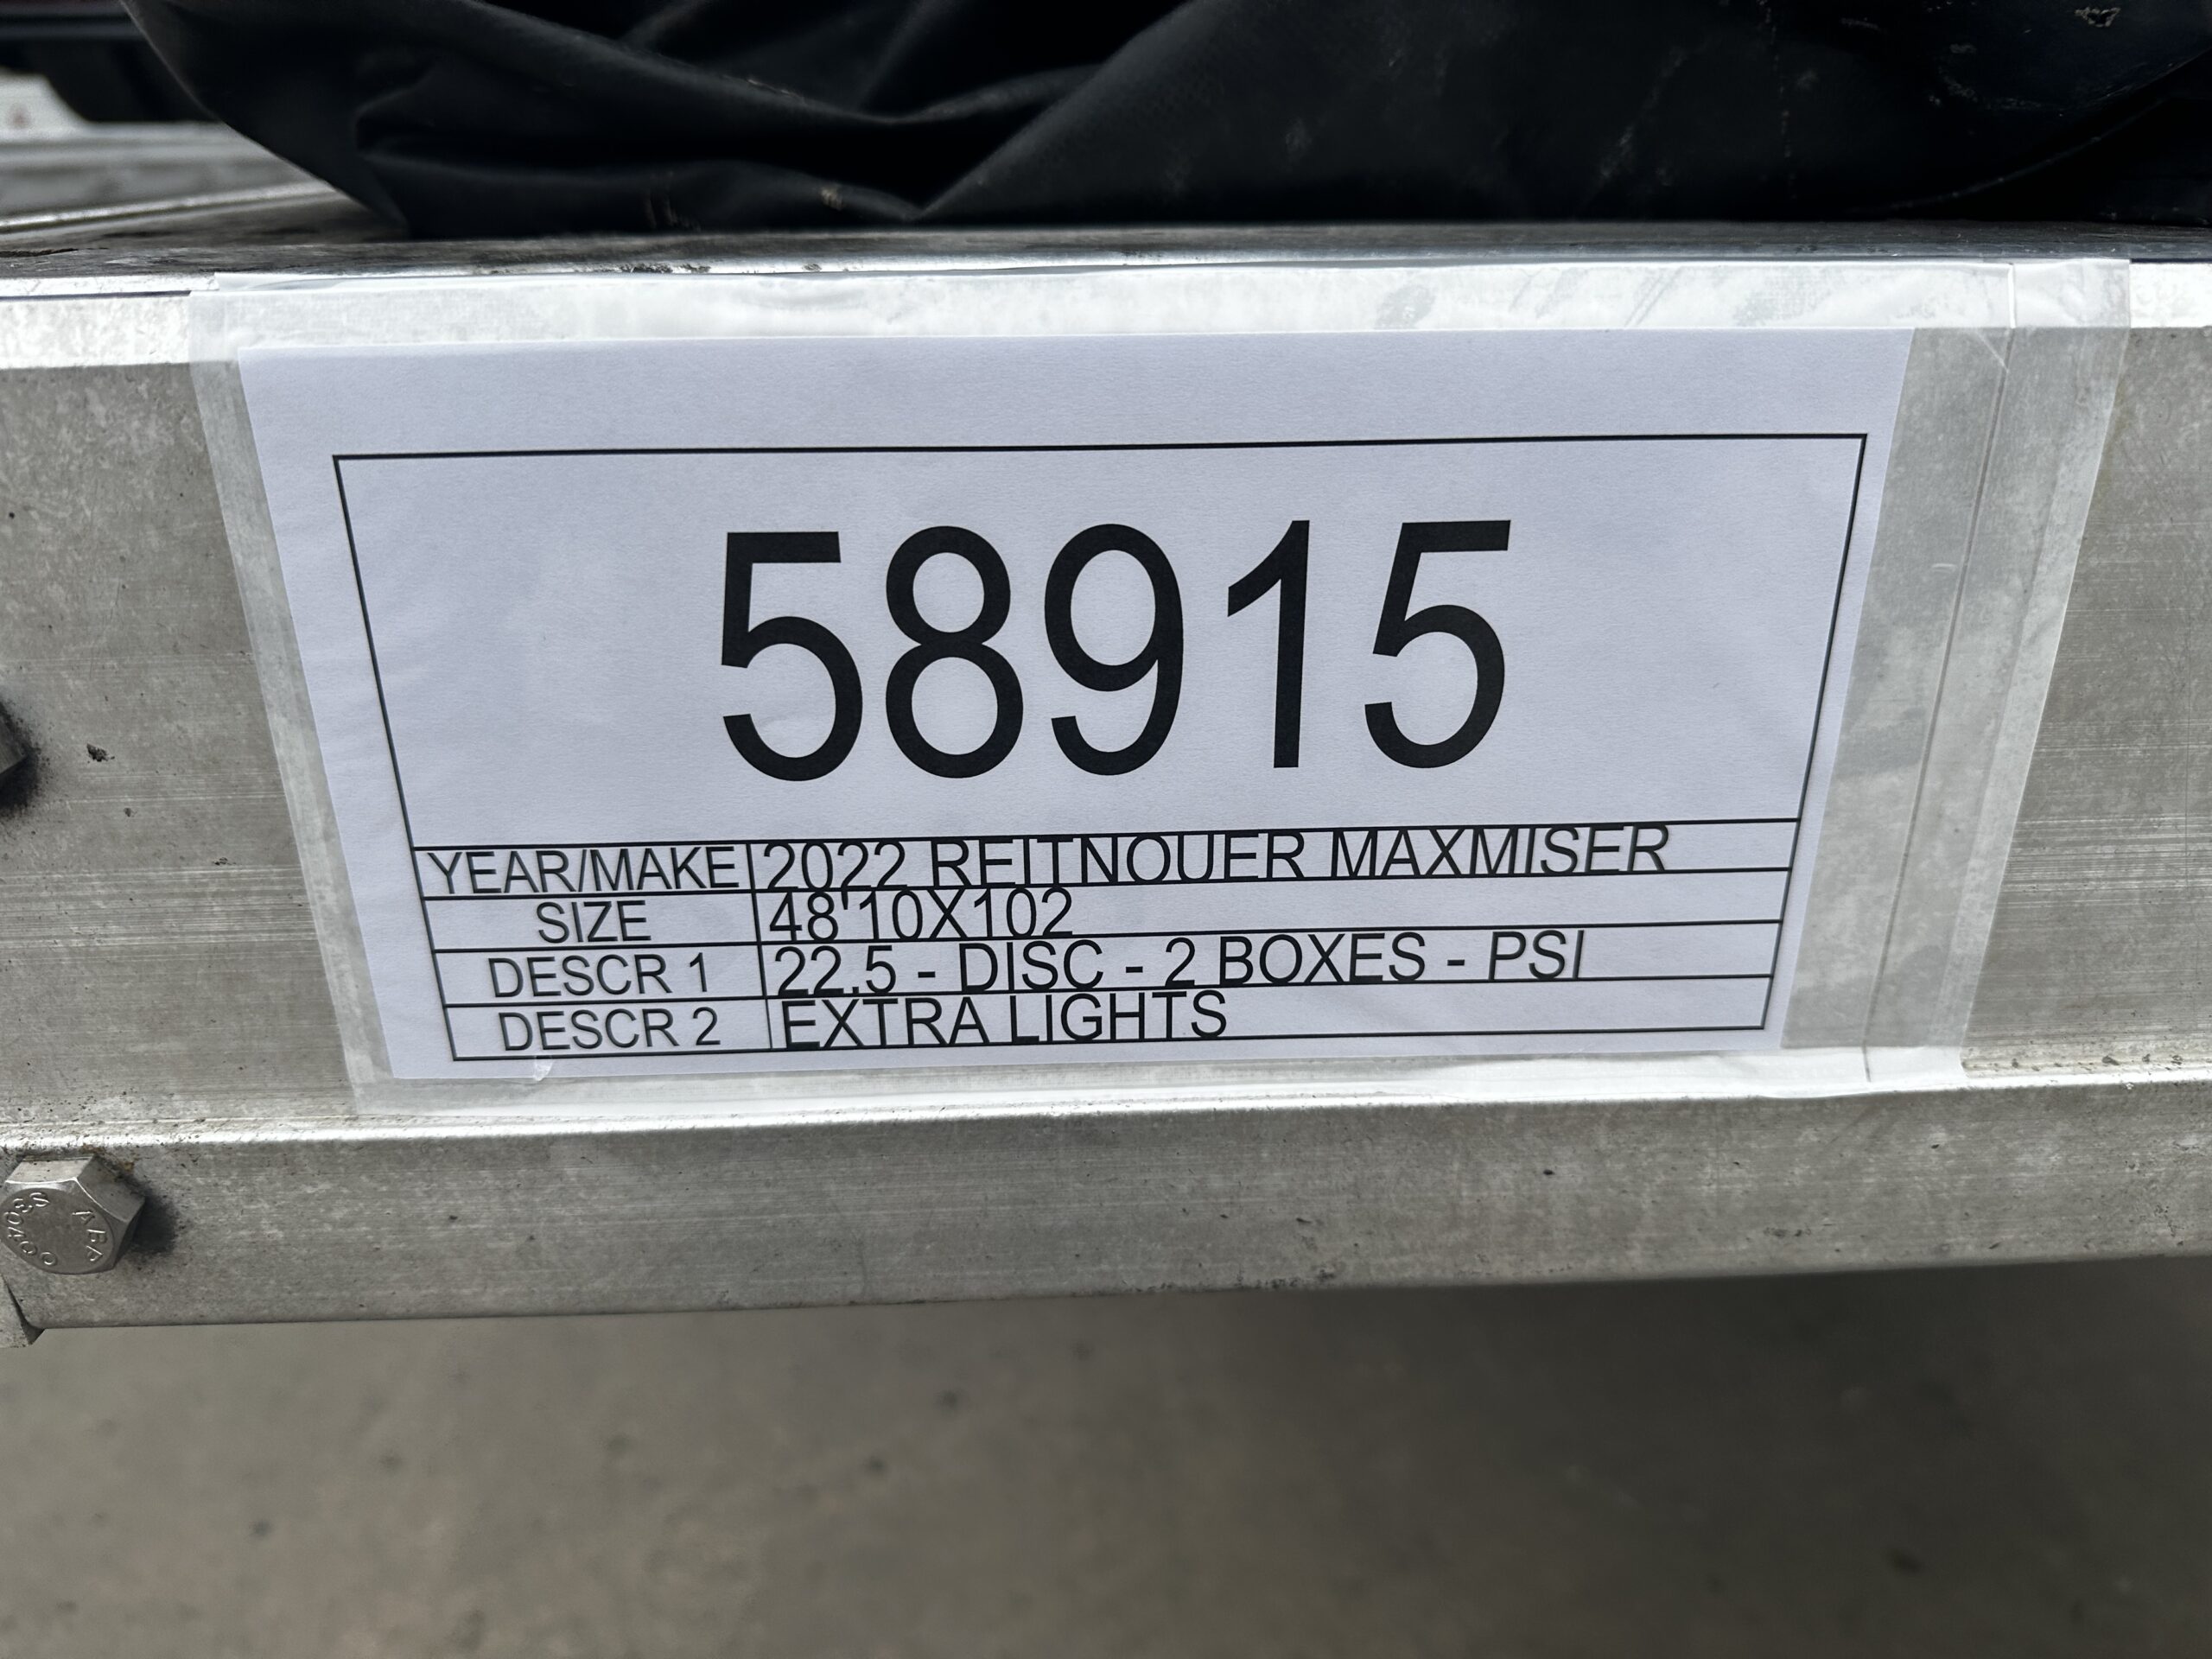 58915
YEAR/MAKE 2022 REITNOUER MAXMISER
SIZE 48'10X102
DESCR 1 22.5 - DISC - 2 BOXES - PSI
DESCR 2 EXTRA LIGHTS
ABP